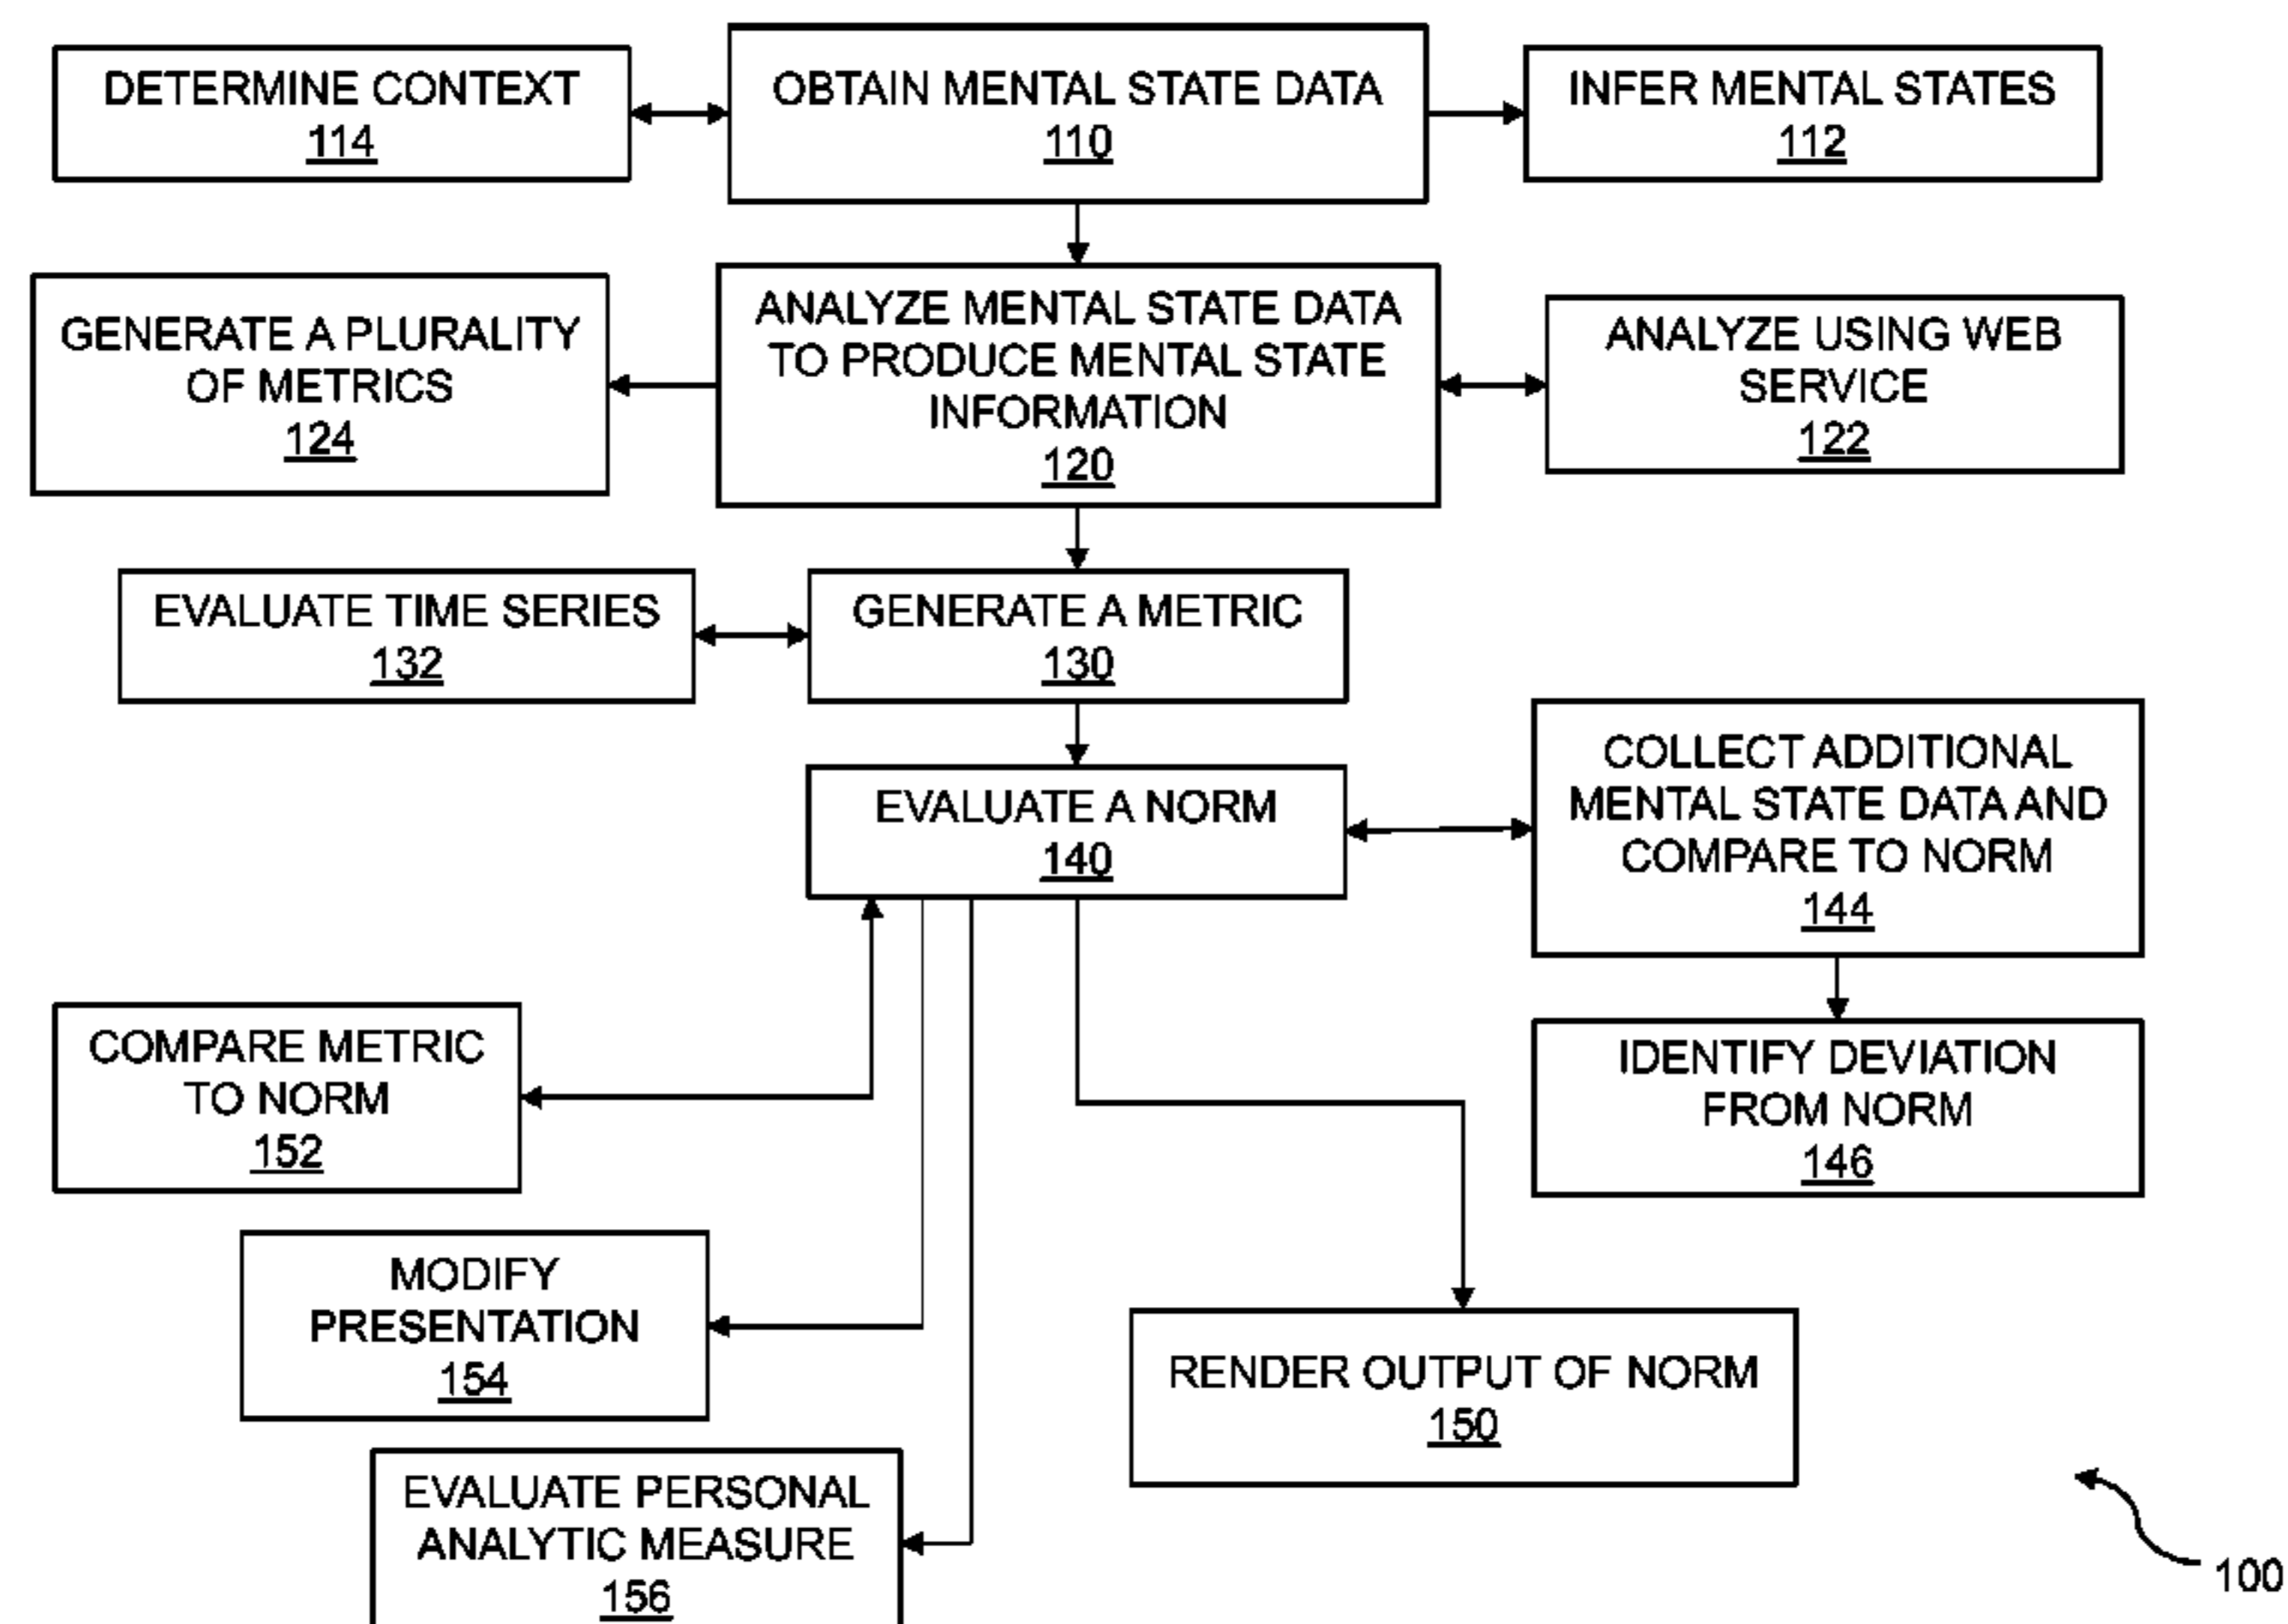 DETERMINE CONTEXT
114
OBTAIN MENTAL STATE DATA
110
INFER MENTAL STATES
112
GENERATE A PLURALITY
OF METRICS
124
ANALYZE MENTAL STATE DATA
TO PRODUCE MENTAL STATE
INFORMATION
120
ANALYZE USING WEB
SERVICE
122
EVALUATE TIME SERIES
132
GENERATE A METRIC
130
EVALUATE A NORM
140
COLLECT ADDITIONAL
MENTAL STATE DATA AND
COMPARE TO NORM
144
COMPARE METRIC
TO NORM
152
IDENTIFY DEVIATION
FROM NORM
146
MODIFY
PRESENTATION
154
RENDER OUTPUT OF NORM
150
EVALUATE PERSONAL
ANALYTIC MEASURE
156
100